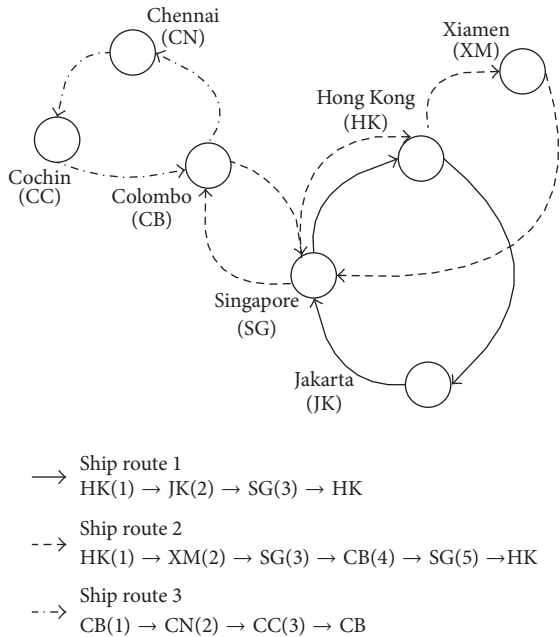 Chennai
(CN)
Xiamen
(XM)
Hong Kong
(HK)
Cochin
(CC)
Colombo
(CB)
Singapore
(SG)
Jakarta
(JK)
Ship route 1
HK(1) → JK(2) → SG(3) → HK
Ship route 2
HK(1) → XM(2) → SG(3) → CB(4) → SG(5) →HK
Ship route 3
CB(1) → CN(2) → CC(3) → CB